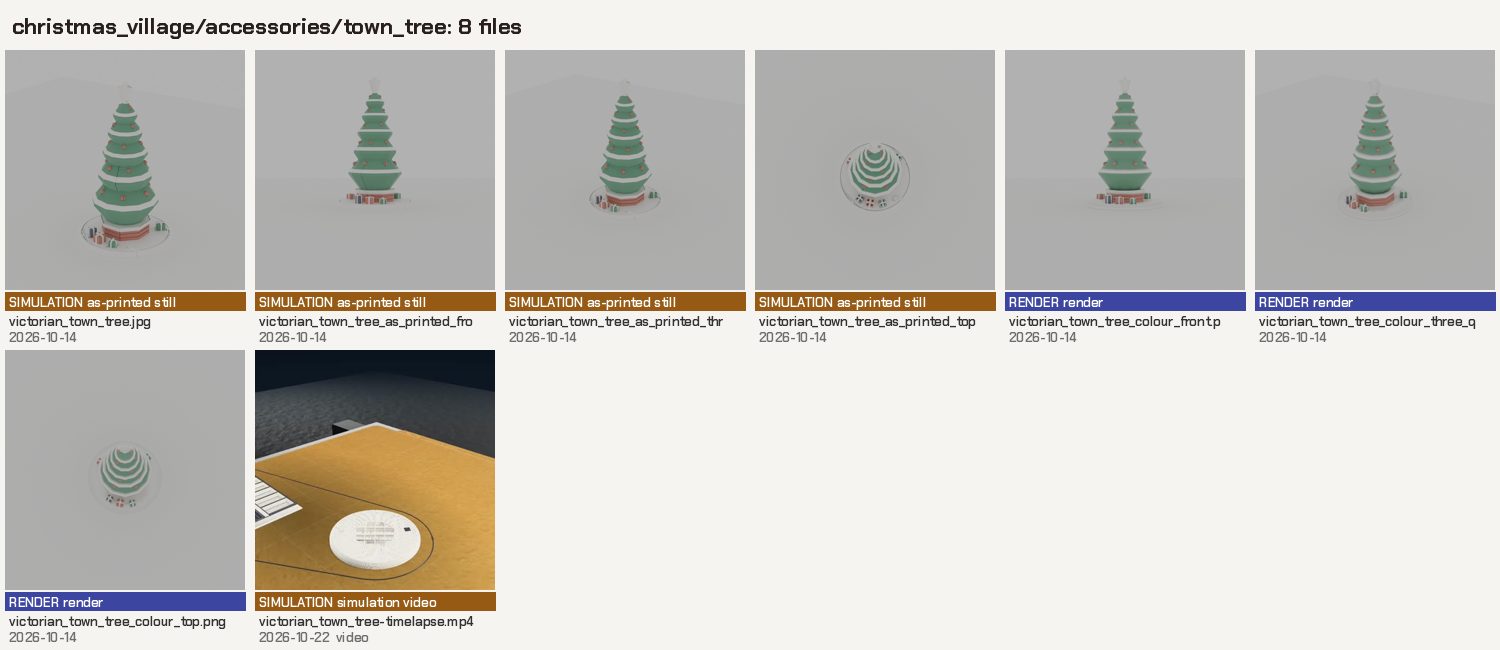 christmas_village/accessories/town_tree: 8 files
SIMULATION as-printed still
victorian_town_tree.jpg
2026-10-14
SIMULATION as-printed still
victorian_town_tree_as_printed_fro
2026-10-14
SIMULATION as-printed still
victorian_town_tree_as_printed_thr
2026-10-14
SIMULATION as-printed still
victorian_town_tree_as_printed_top
2026-10-14
RENDER render
victorian_town_tree_colour_front.p
2026-10-14
RENDER render
victorian_town_tree_colour_three_q
2026-10-14
RENDER render
victorian_town_tree_colour_top.png
2026-10-14
SIMULATION simulation video
victorian_town_tree-timelapse.mp4
2026-10-22 video